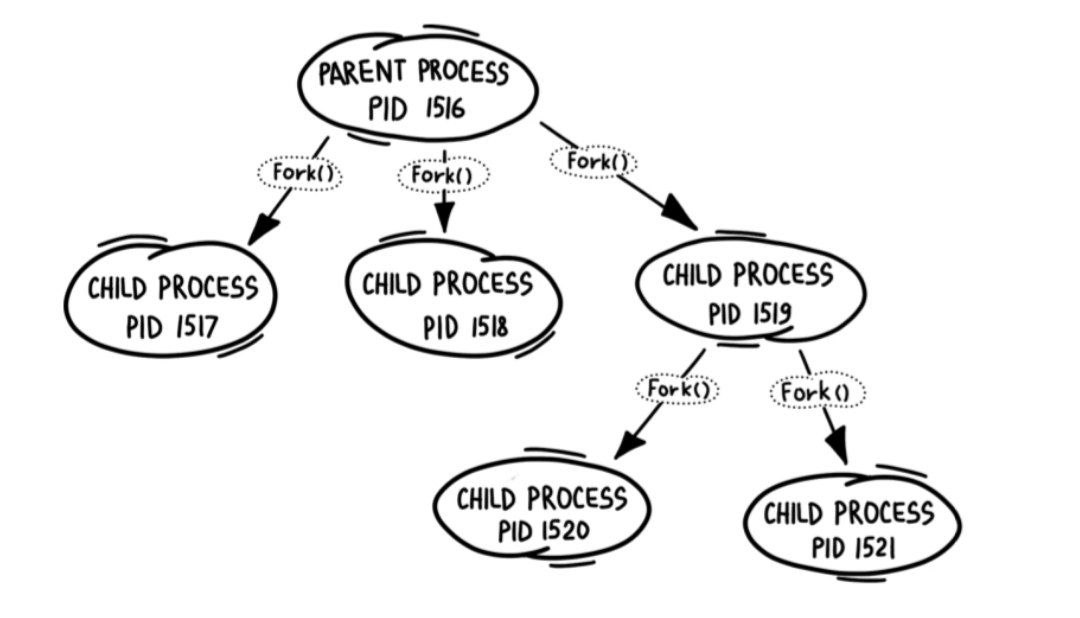 PARENT PROCESS
PID 1516
Fork()
Fork()
Fork()
CHILD PROCESS
PID 1517
CHILD PROCESS
PID 1518
CHILD PROCESS
PID 1519
Fork()
Fork()
CHILD PROCESS
PID 1520
CHILD PROCESS
PID 1521